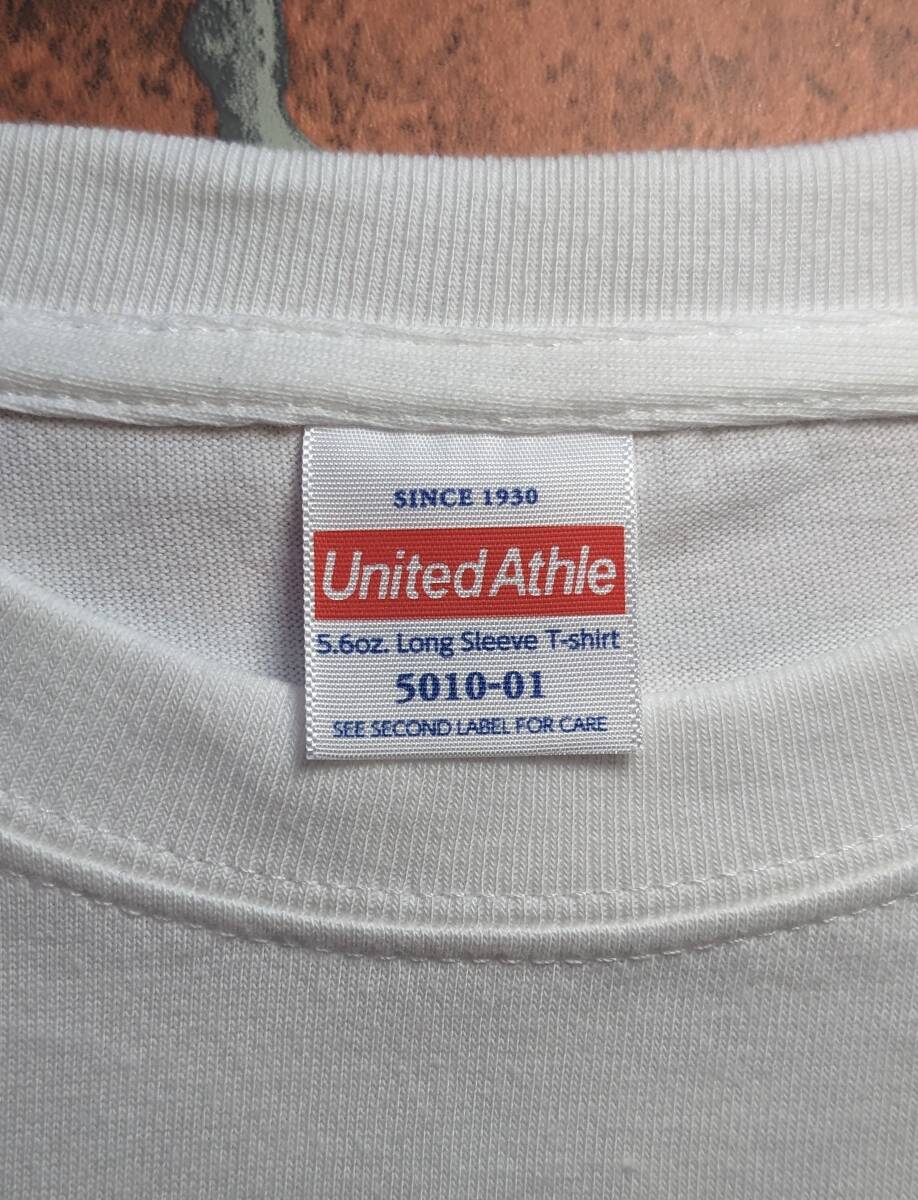 SINCE 1930
United Athle
5.6oz. Long Sleeve T-shirt
5010-01
SEE SECOND LABEL FOR CARE